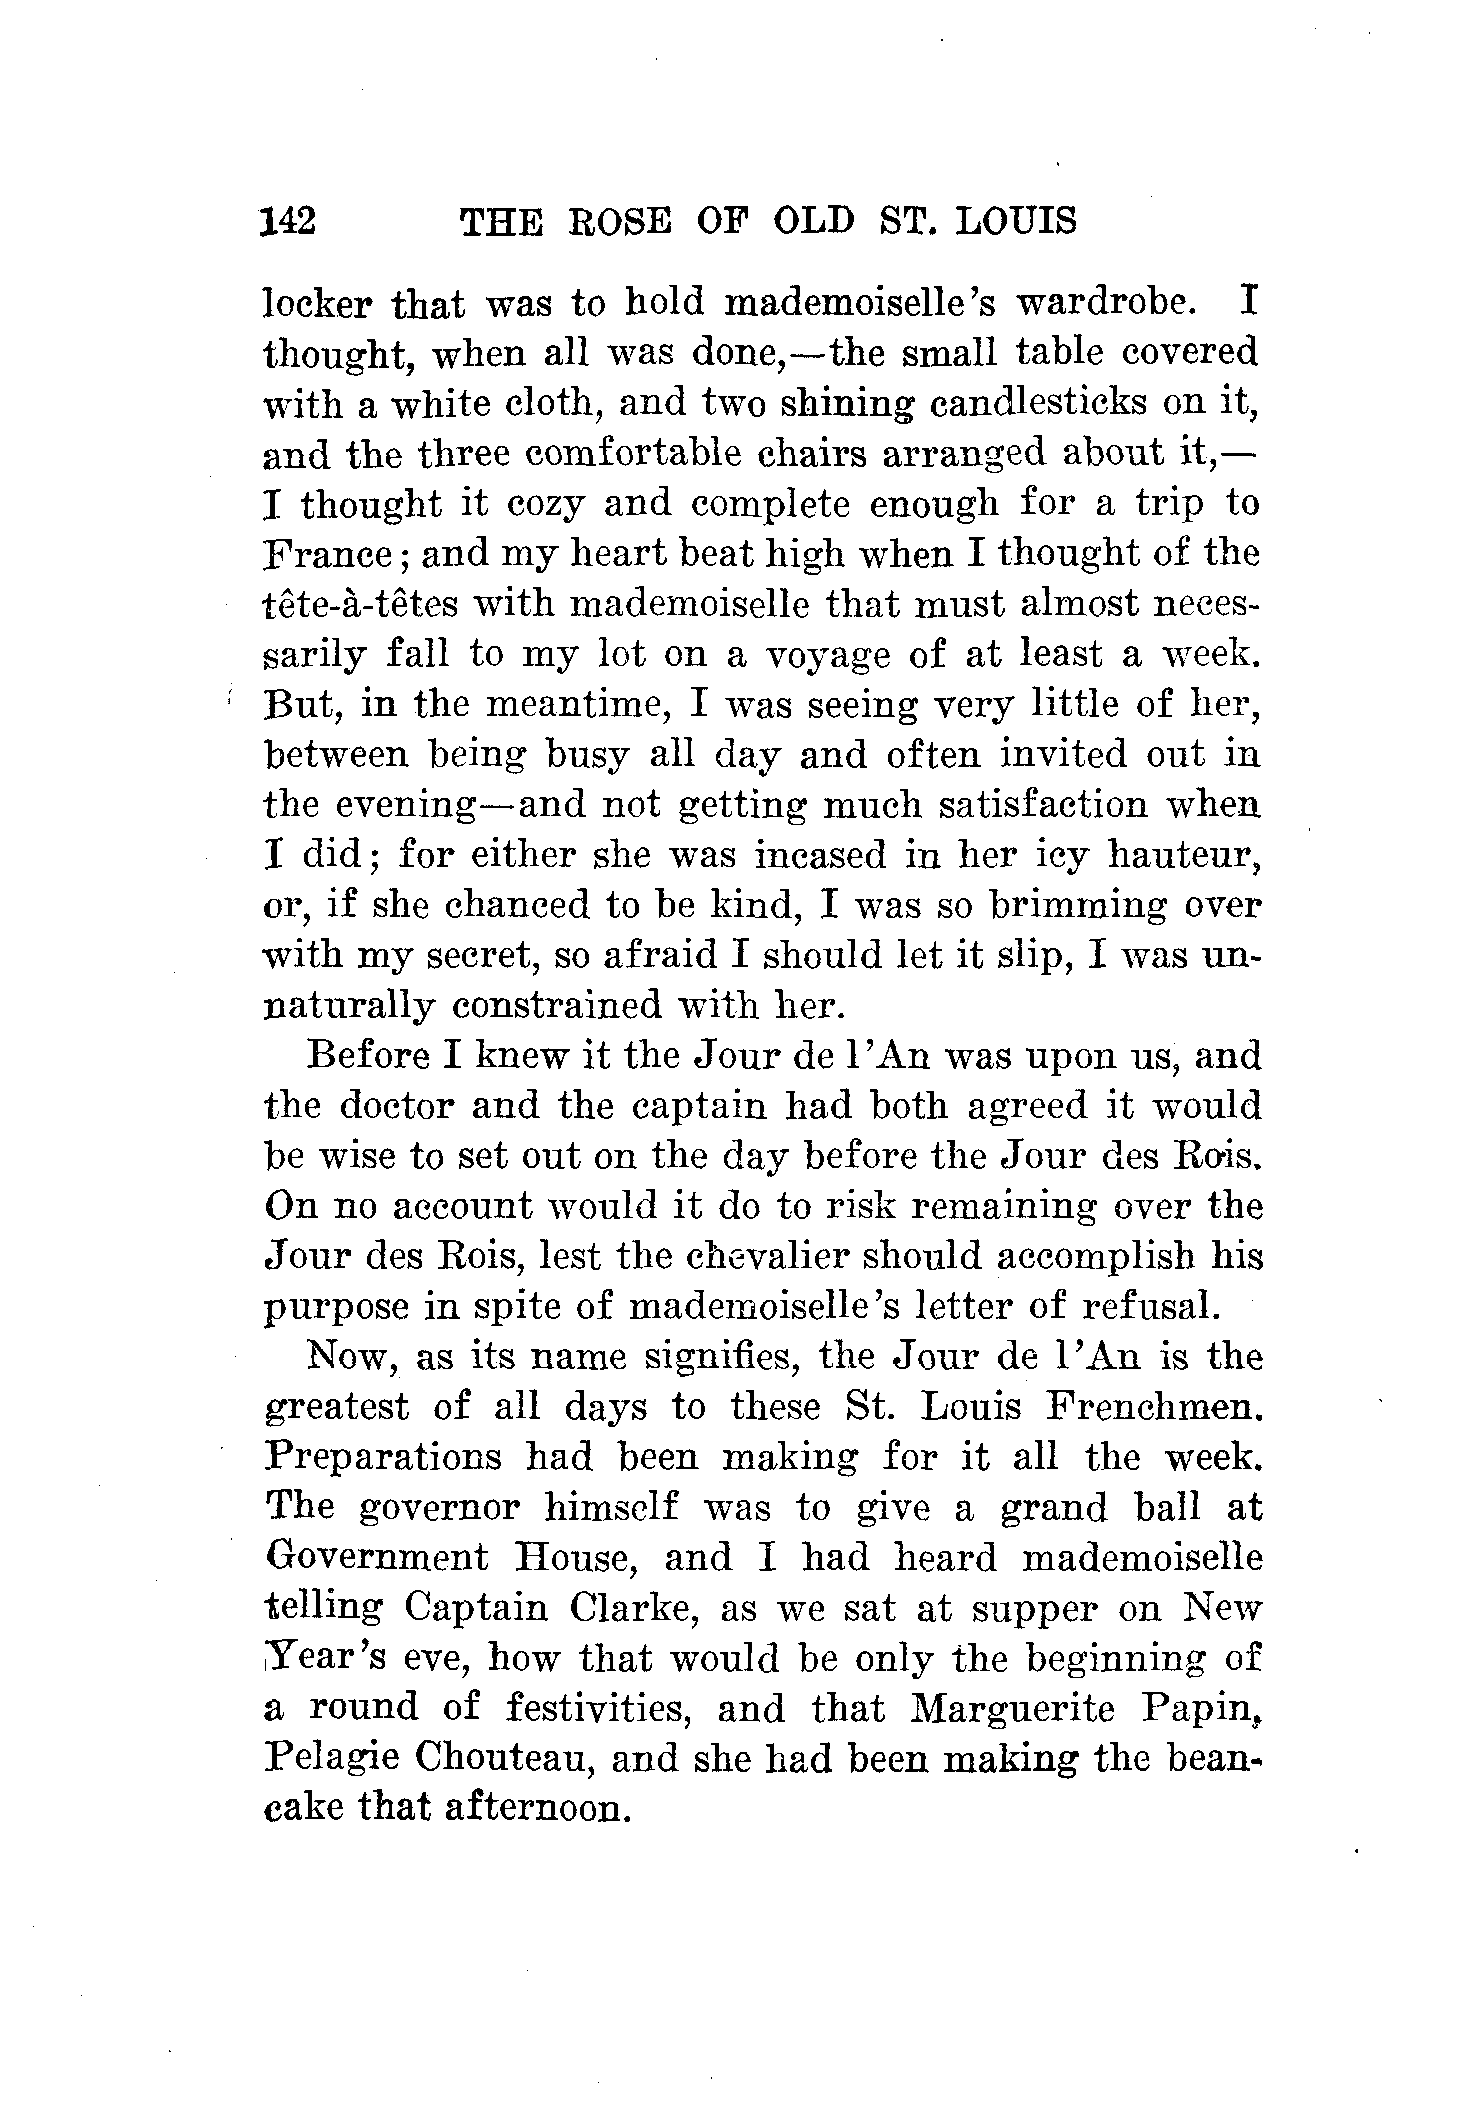 142 THE ROSE OF OLD ST. LOUIS
locker that was to hold mademoiselle's wardrobe. I
thought, when all was done,—the small table covered
with a white cloth, and two shining candlesticks on it,
and the three comfortable chairs arranged about it,—
I thought it cozy and complete enough for a trip to
France; and my heart beat high when I thought of the
tête-à-têtes with mademoiselle that must almost neces-
sarily fall to my lot on a voyage of at least a week.
But, in the meantime, I was seeing very little of her,
between being busy all day and often invited out in
the evening—and not getting much satisfaction when
I did; for either she was incased in her icy hauteur,
or, if she chanced to be kind, I was so brimming over
with my secret, so afraid I should let it slip, I was un-
naturally constrained with her.
Before I knew it the Jour de l'An was upon us, and
the doctor and the captain had both agreed it would
be wise to set out on the day before the Jour des Rois.
On no account would it do to risk remaining over the
Jour des Rois, lest the chevalier should accomplish his
purpose in spite of mademoiselle's letter of refusal.
Now, as its name signifies, the Jour de l'An is the
greatest of all days to these St. Louis Frenchmen.
Preparations had been making for it all the week.
The governor himself was to give a grand ball at
Government House, and I had heard mademoiselle
telling Captain Clarke, as we sat at supper on New
Year's eve, how that would be only the beginning of
a round of festivities, and that Marguerite Papin,
Pelagie Chouteau, and she had been making the bean-
cake that afternoon.